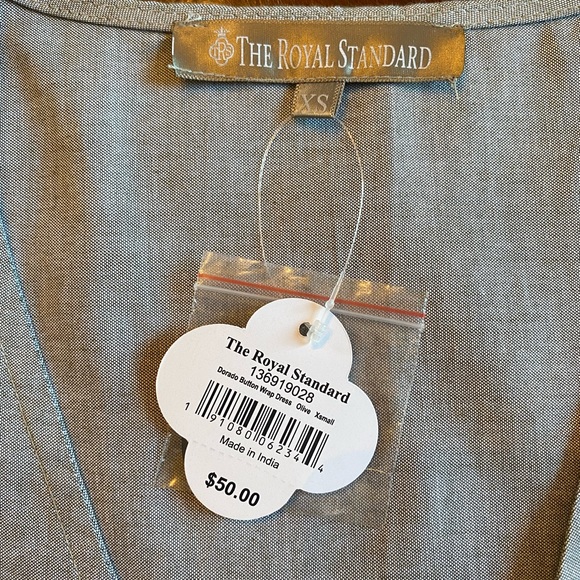 THE ROYAL STANDARD
XS
The Royal Standard
136919028
Dorado Button Wrap Dress Olive Xsmall
1 91080 06234 4
Made in India
$50.00